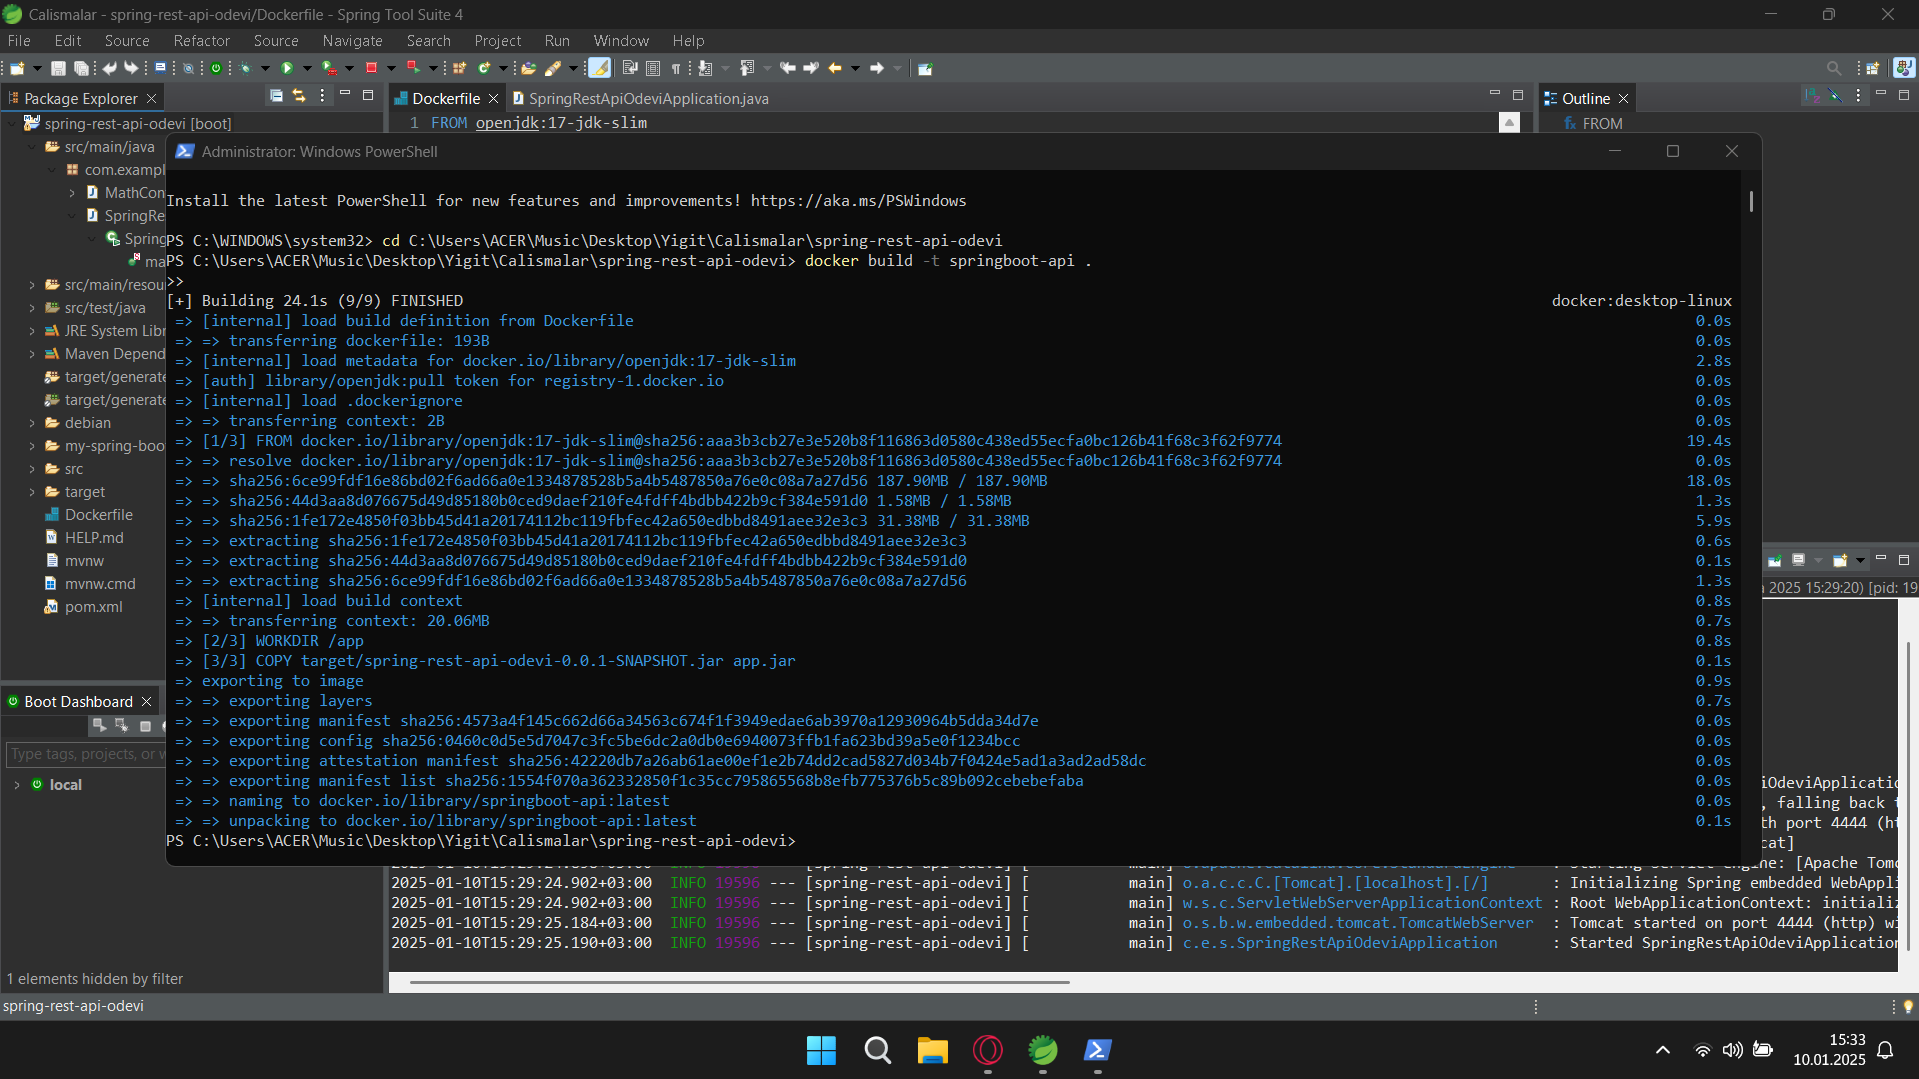 Calismalar - spring-rest-api-odevi/Dockerfile - Spring Tool Suite 4
File Edit Source Refactor Source Navigate Search Project Run Window Help
Package Explorer
Dockerfile
SpringRestApiOdeviApplication.java
Outline
spring-rest-api-odevi [boot]
1 FROM openjdk:17-jdk-slim
FROM
src/main/java
com.exampl
MathCon
SpringRe
Spring
ma
src/main/resou
src/test/java
JRE System Libr
Maven Depend
target/generate
target/generate
debian
my-spring-boo
src
target
Dockerfile
HELP.md
mvnw
mvnw.cmd
pom.xml
Administrator: Windows PowerShell
Install the latest PowerShell for new features and improvements! https://aka.ms/PSWindows
PS C:\WINDOWS\system32> cd C:\Users\ACER\Music\Desktop\Yigit\Calismalar\spring-rest-api-odevi
PS C:\Users\ACER\Music\Desktop\Yigit\Calismalar\spring-rest-api-odevi> docker build -t springboot-api .
>>
[+] Building 24.1s (9/9) FINISHED docker:desktop-linux
=> [internal] load build definition from Dockerfile 0.0s
=> => transferring dockerfile: 193B 0.0s
=> [internal] load metadata for docker.io/library/openjdk:17-jdk-slim 2.8s
=> [auth] library/openjdk:pull token for registry-1.docker.io 0.0s
=> [internal] load .dockerignore 0.0s
=> => transferring context: 2B 0.0s
=> [1/3] FROM docker.io/library/openjdk:17-jdk-slim@sha256:aaa3b3cb27e3e520b8f116863d0580c438ed55ecfa0bc126b41f68c3f62f9774 19.4s
=> => resolve docker.io/library/openjdk:17-jdk-slim@sha256:aaa3b3cb27e3e520b8f116863d0580c438ed55ecfa0bc126b41f68c3f62f9774 0.0s
=> => sha256:6ce99fdf16e86bd02f6ad66a0e1334878528b5a4b5487850a76e0c08a7a27d56 187.90MB / 187.90MB 18.0s
=> => sha256:44d3aa8d076675d49d85180b0ced9daef210fe4fdff4bdbb422b9cf384e591d0 1.58MB / 1.58MB 1.3s
=> => sha256:1fe172e4850f03bb45d41a20174112bc119fbfec42a650edbbd8491aee32e3c3 31.38MB / 31.38MB 5.9s
=> => extracting sha256:1fe172e4850f03bb45d41a20174112bc119fbfec42a650edbbd8491aee32e3c3 0.6s
=> => extracting sha256:44d3aa8d076675d49d85180b0ced9daef210fe4fdff4bdbb422b9cf384e591d0 0.1s
=> => extracting sha256:6ce99fdf16e86bd02f6ad66a0e1334878528b5a4b5487850a76e0c08a7a27d56 1.3s
=> [internal] load build context 0.8s
=> => transferring context: 20.06MB 0.7s
=> [2/3] WORKDIR /app 0.8s
=> [3/3] COPY target/spring-rest-api-odevi-0.0.1-SNAPSHOT.jar app.jar 0.1s
=> exporting to image 0.9s
=> => exporting layers 0.7s
=> => exporting manifest sha256:4573a4f145c662d66a34563c674f1f3949edae6ab3970a12930964b5dda34d7e 0.0s
=> => exporting config sha256:0460c0d5e5d7047c3fc5be6dc2a0db0e6940073ffb1fa623bd39a5e0f1234bcc 0.0s
=> => exporting attestation manifest sha256:42220db7a26ab61ae00ef1e2b74dd2cad5827d034b7f0424e5ad1a3ad2ad58dc 0.0s
=> => exporting manifest list sha256:1554f070a362332850f1c35cc795865568b8efb775376b5c89b092cebebefaba 0.0s
=> => naming to docker.io/library/springboot-api:latest 0.0s
=> => unpacking to docker.io/library/springboot-api:latest 0.1s
PS C:\Users\ACER\Music\Desktop\Yigit\Calismalar\spring-rest-api-odevi>
2025 15:29:20) [pid: 19
iOdeviApplicatio
, falling back t
th port 4444 (ht
cat]
Boot Dashboard
Type tags, projects, or w
local
1 elements hidden by filter
ngine: [Apache Tomc
2025-01-10T15:29:24.902+03:00 INFO 19596 --- [spring-rest-api-odevi] [ main] o.a.c.c.C.[Tomcat].[localhost].[/] : Initializing Spring embedded WebAppli
2025-01-10T15:29:24.902+03:00 INFO 19596 --- [spring-rest-api-odevi] [ main] w.s.c.ServletWebServerApplicationContext : Root WebApplicationContext: initializ
2025-01-10T15:29:25.184+03:00 INFO 19596 --- [spring-rest-api-odevi] [ main] o.s.b.w.embedded.tomcat.TomcatWebServer : Tomcat started on port 4444 (http) wi
2025-01-10T15:29:25.190+03:00 INFO 19596 --- [spring-rest-api-odevi] [ main] c.e.s.SpringRestApiOdeviApplication : Started SpringRestApiOdeviApplication
spring-rest-api-odevi
15:33
10.01.2025